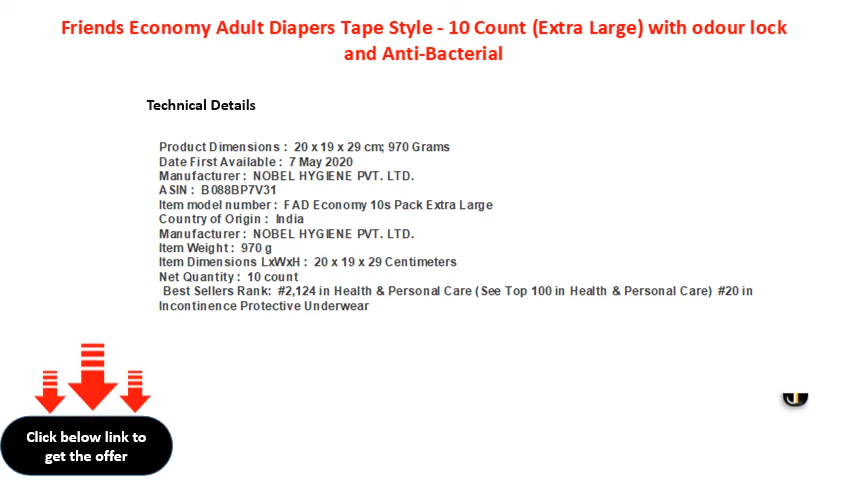 Friends Economy Adult Diapers Tape Style - 10 Count (Extra Large) with odour lock
and Anti-Bacterial
Technical Details
Product Dimensions : 20 x 19 x 29 cm; 970 Grams
Date First Available : 7 May 2020
Manufacturer : NOBEL HYGIENE PVT. LTD.
ASIN : B088BP7V31
Item model number : FAD Economy 10s Pack Extra Large
Country of Origin : India
Manufacturer : NOBEL HYGIENE PVT. LTD.
Item Weight : 970 g
Item Dimensions LxWxH : 20 x 19 x 29 Centimeters
Net Quantity : 10 count
Best Sellers Rank: #2,124 in Health & Personal Care (See Top 100 in Health & Personal Care) #20 in
Incontinence Protective Underwear
Click below link to
get the offer